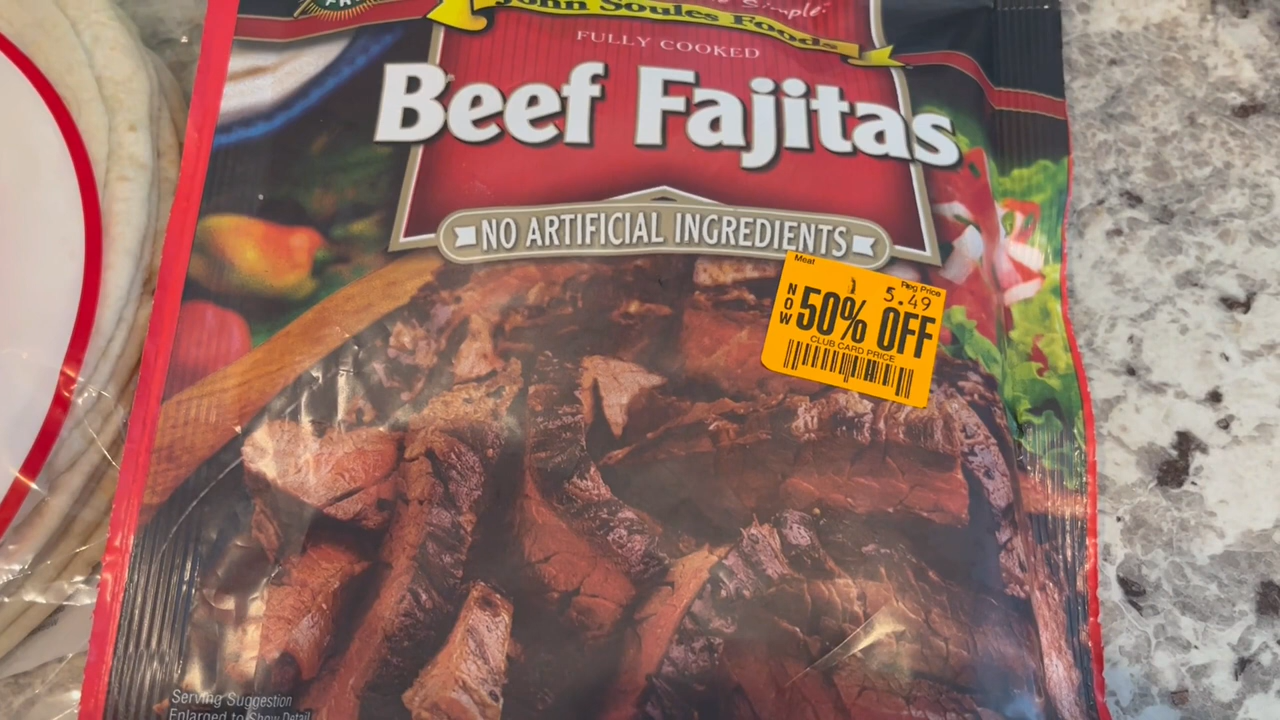 Simple"
John Soules Foods
FULLY COOKED
Beef Fajitas
NO ARTIFICIAL INGREDIENTS
Meat
Reg Price
5.49
NOW
50% OFF
CLUB CARD PRICE
Serving Suggestion
Enlarged to Show Detail